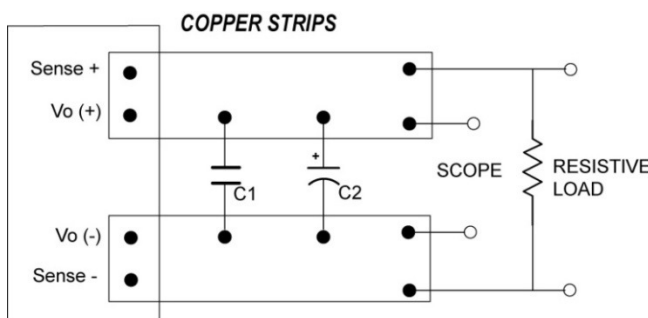 COPPER STRIPS
Sense +
Vo (+)
+
C1
C2
SCOPE
RESISTIVE
LOAD
Vo (-)
Sense -